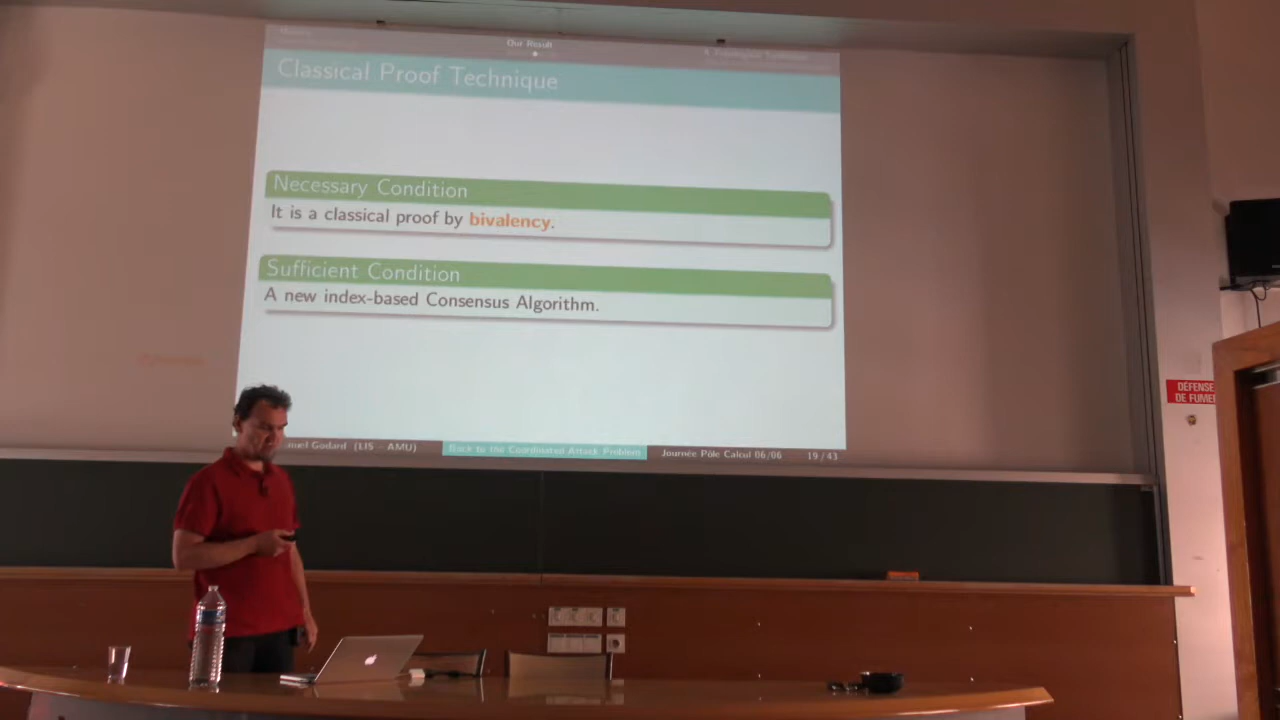 Our Result
Classical Proof Technique
Necessary Condition
It is a classical proof by bivalency.
Sufficient Condition
A new index-based Consensus Algorithm.
nuel Godard (LIS - AMU)
Back to the Coordinated Attack Problem
Journée Pôle Calcul 06/06
19/43
DÉFENSE
DE FUMER